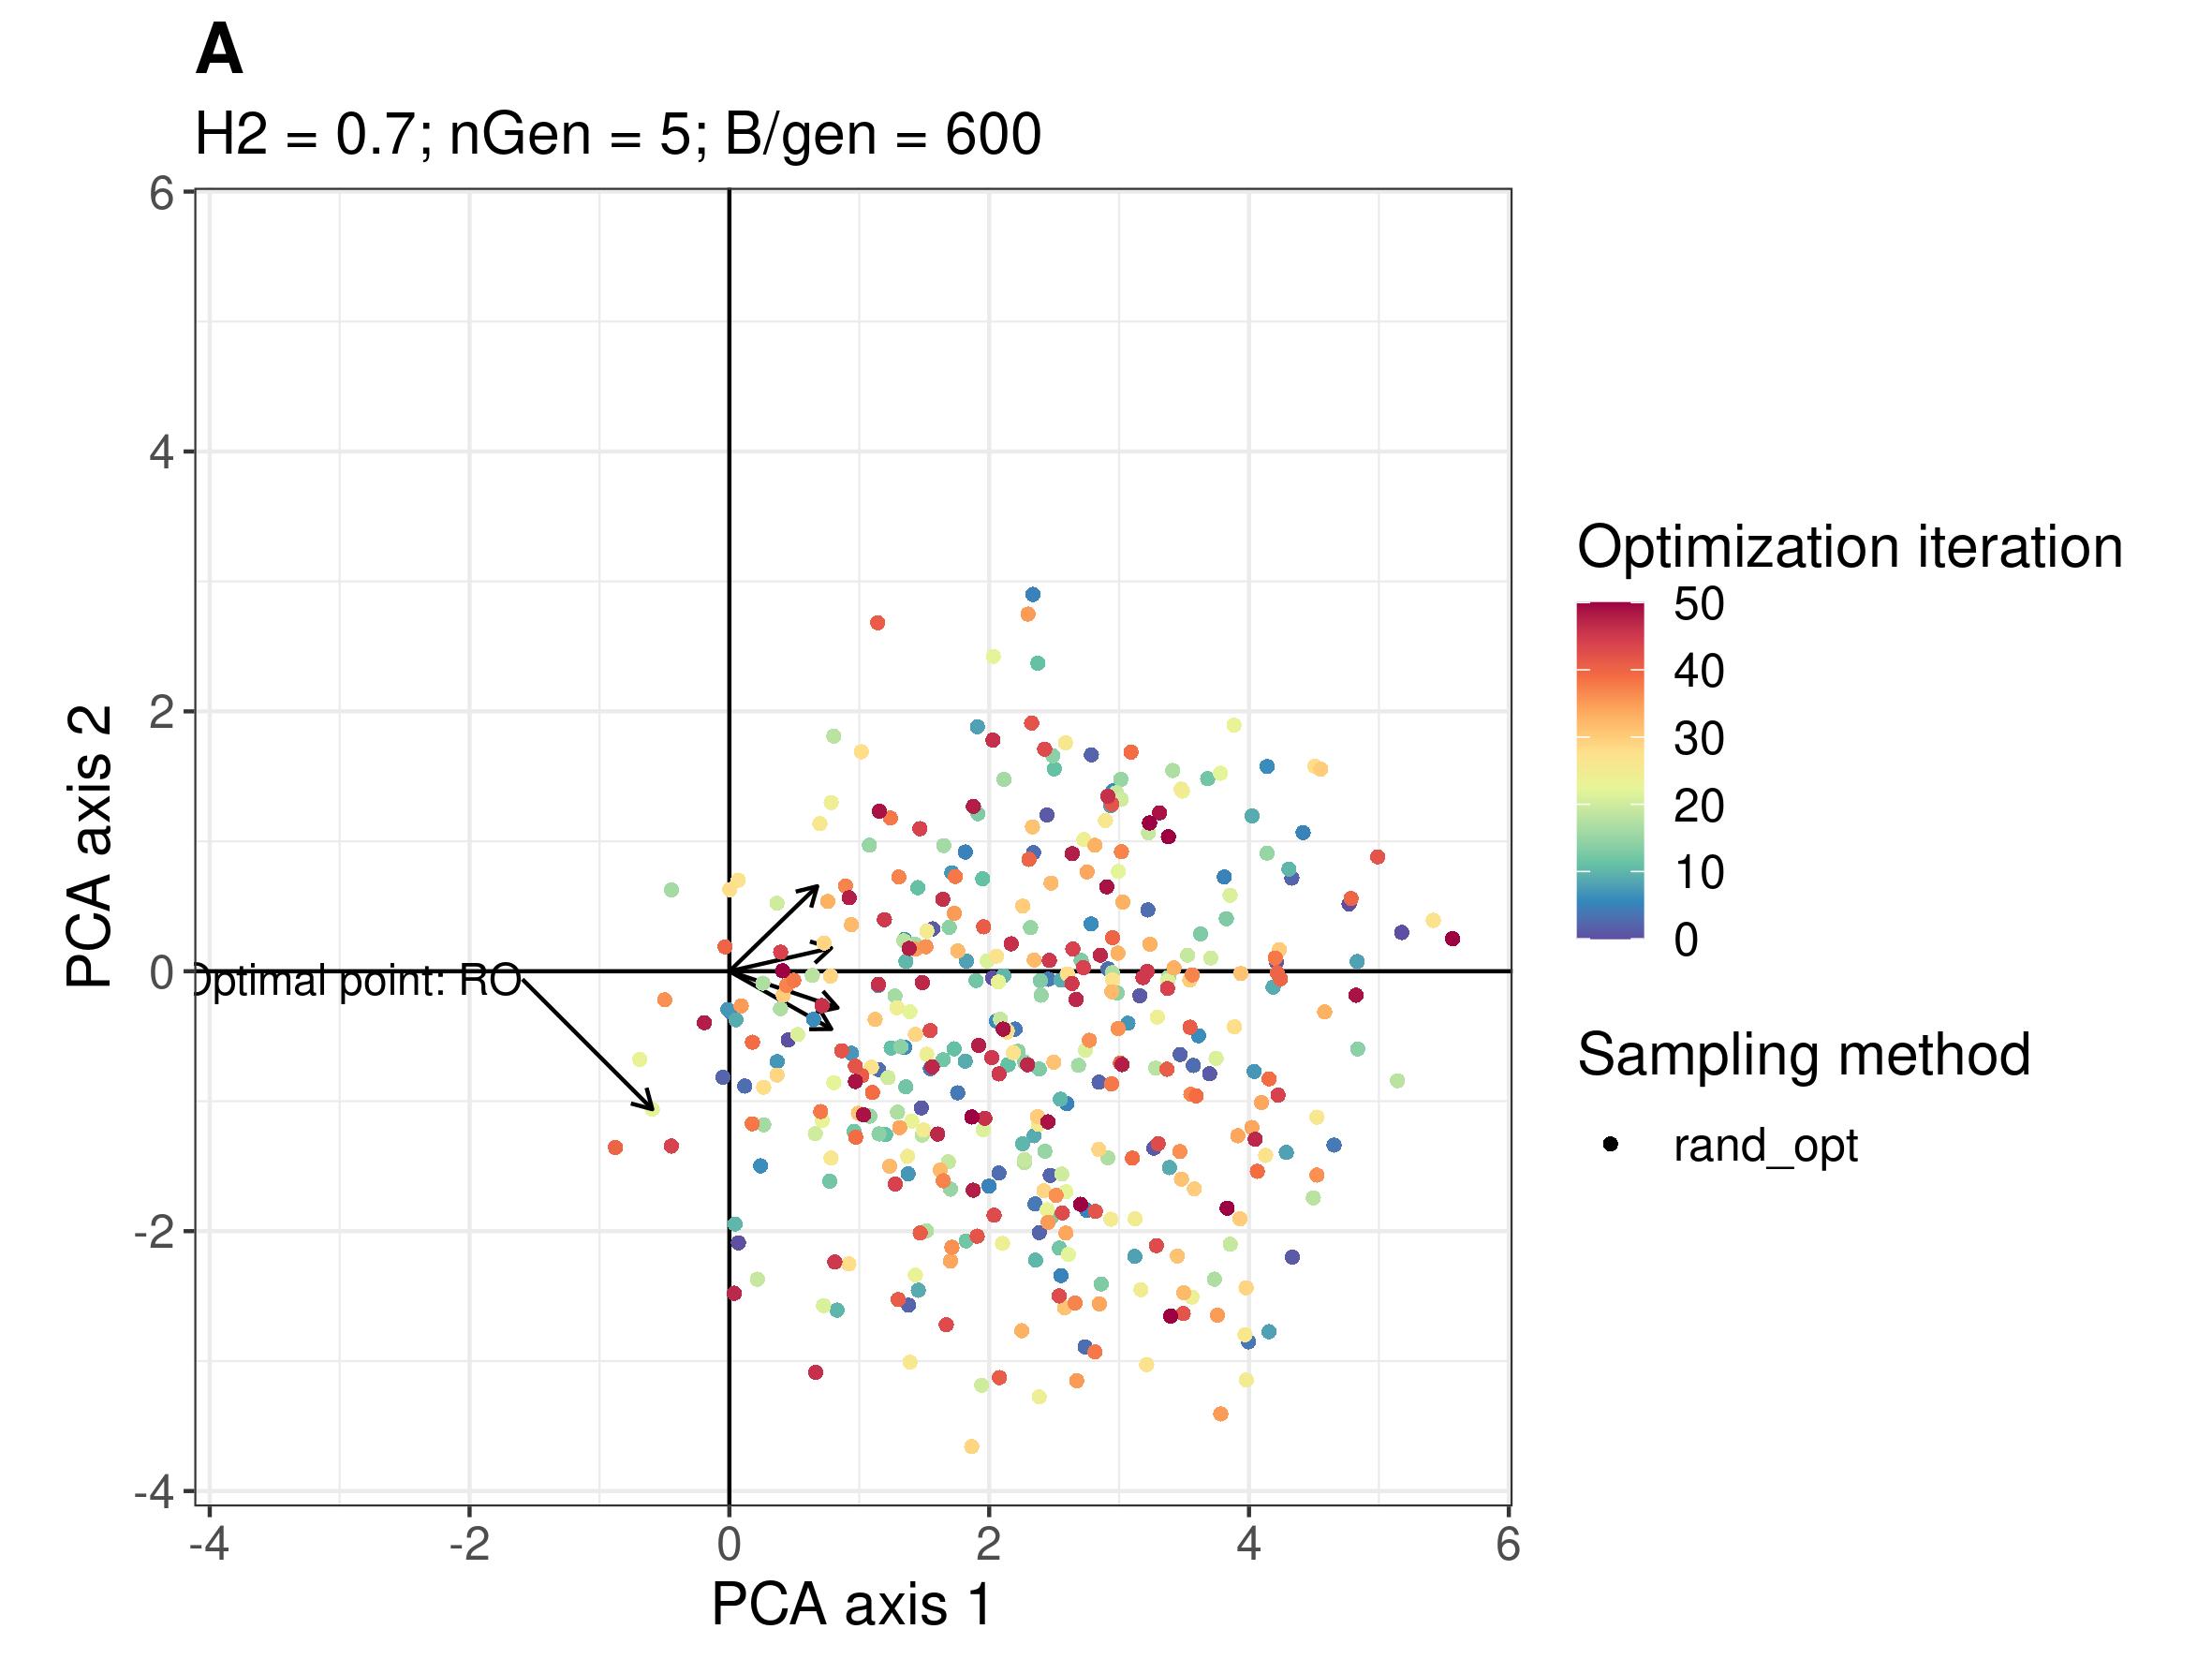 A
H2 = 0.7; nGen = 5; B/gen = 600
6
4
2
0
-2
-4
PCA axis 2
Optimal point: RO
-4
-2
0
2
4
6
PCA axis 1
Optimization iteration
50
40
30
20
10
0
Sampling method
rand_opt